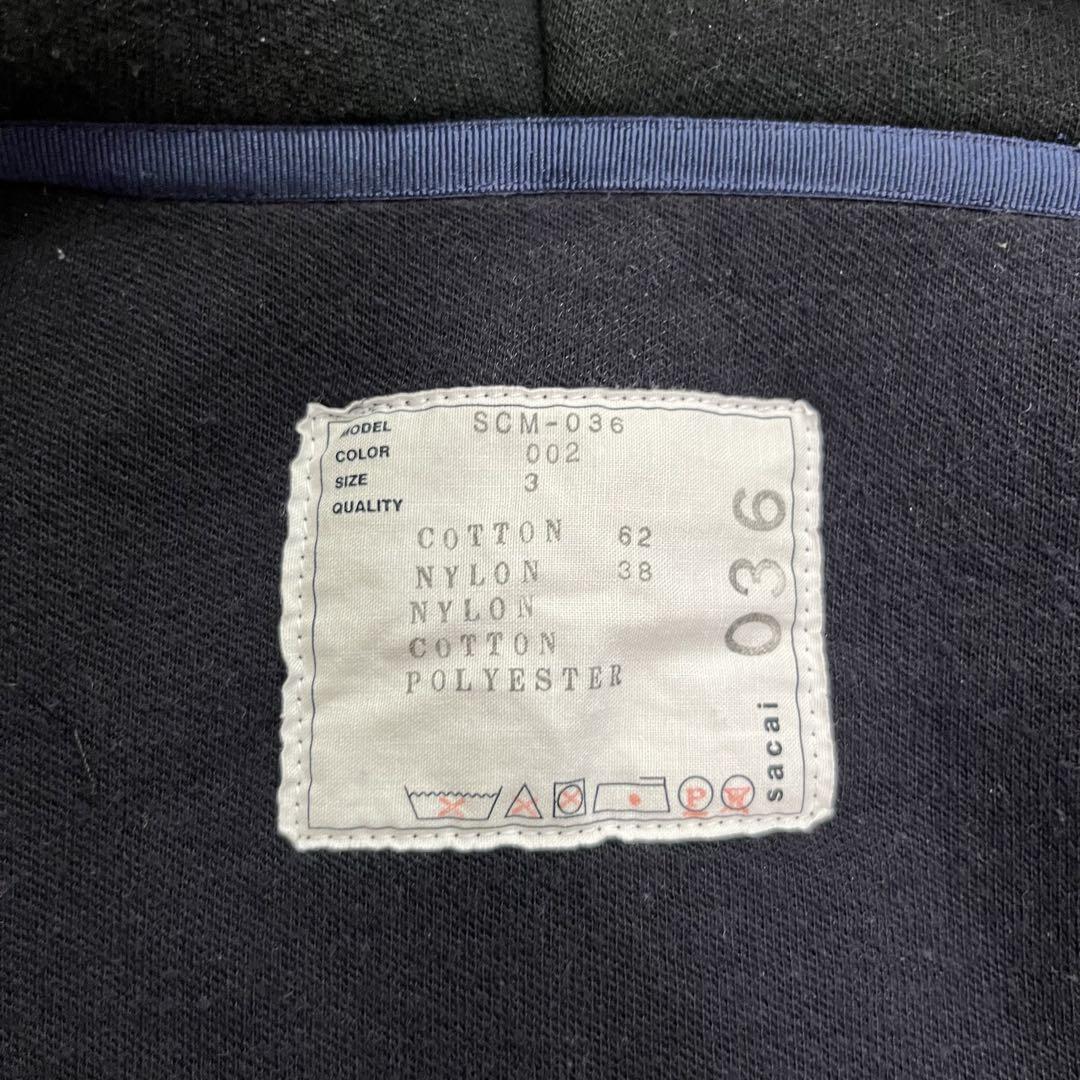 MODEL SCM-036
COLOR 002
SIZE 3
QUALITY
COTTON 62
NYLON 38
NYLON
COTTON
POLYESTER
P W
sacai 036